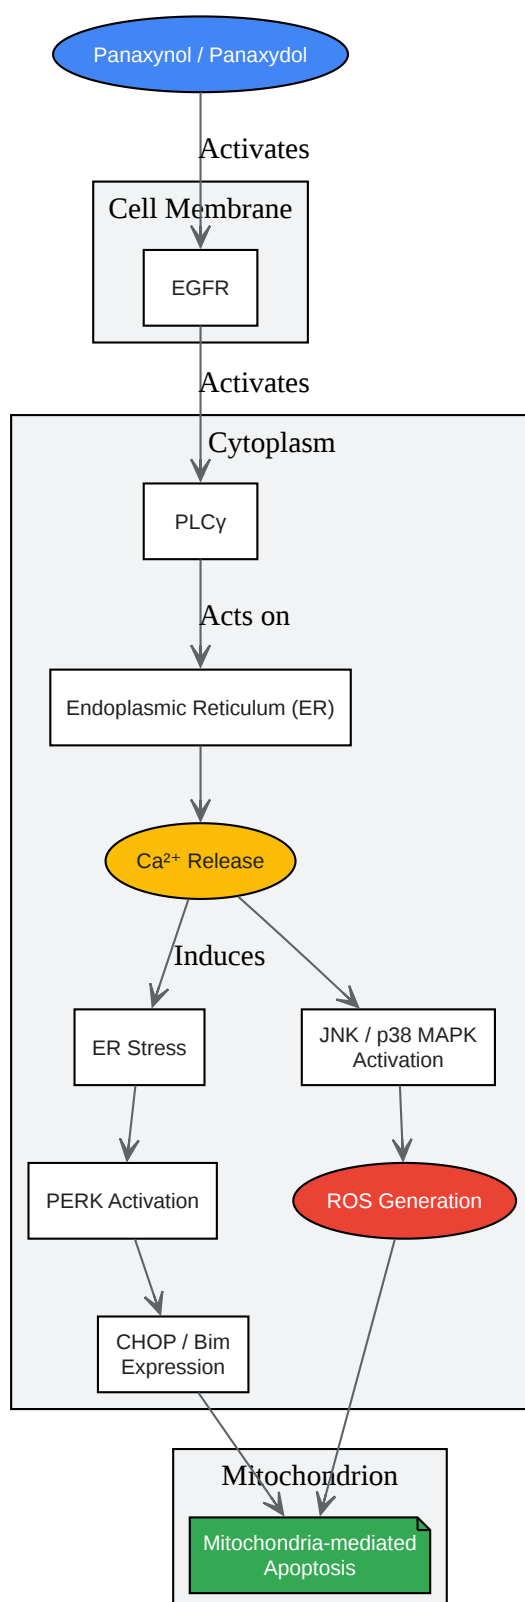 Panaxynol / Panaxydol
Activates
Cell Membrane
EGFR
Activates
Cytoplasm
PLCγ
Acts on
Endoplasmic Reticulum (ER)
Ca²⁺ Release
Induces
ER Stress
JNK / p38 MAPK
Activation
PERK Activation
ROS Generation
CHOP / Bim
Expression
Mitochondrion
Mitochondria-mediated
Apoptosis